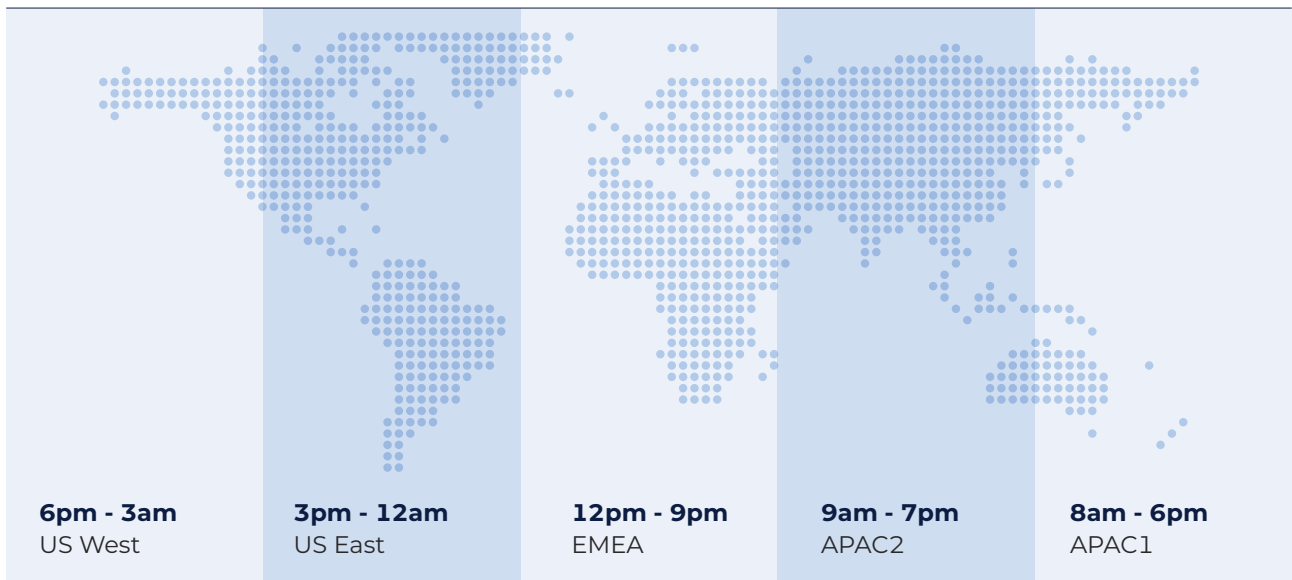 6pm - 3am
US West
3pm - 12am
US East
12pm - 9pm
EMEA
9am - 7pm
APAC2
8am - 6pm
APAC1